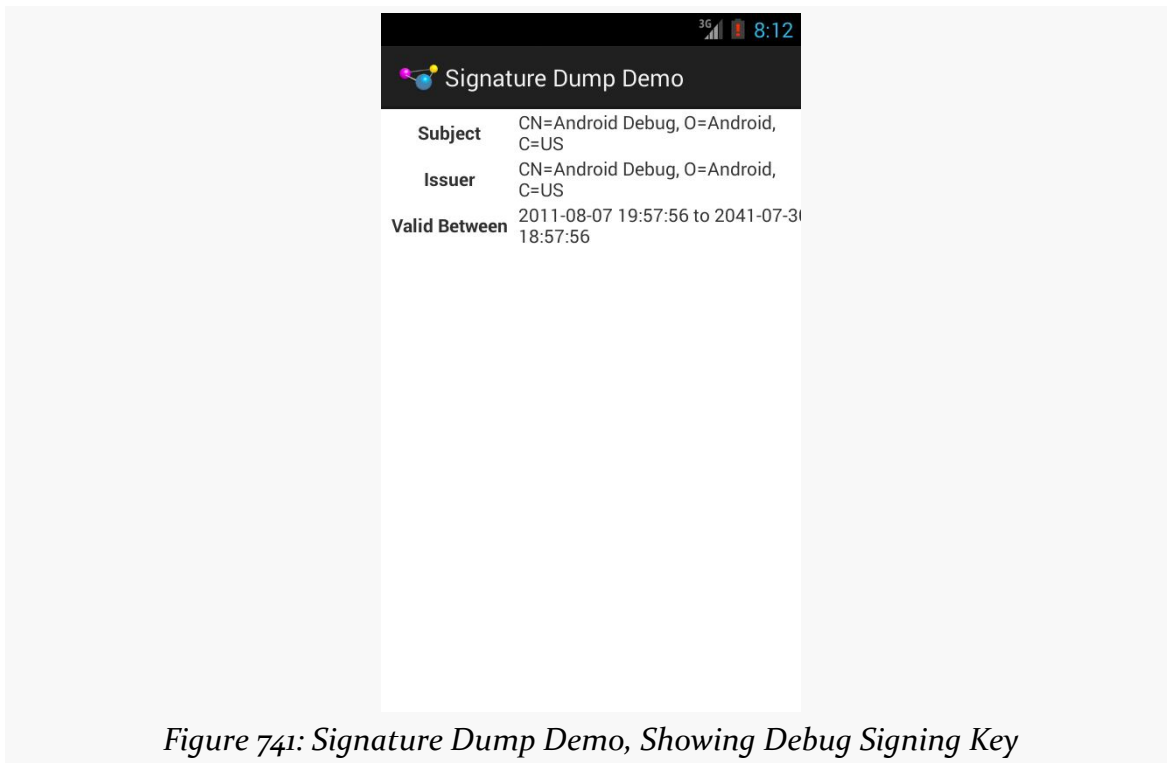 3G 8:12
Signature Dump Demo
Subject CN=Android Debug, O=Android,
C=US
Issuer CN=Android Debug, O=Android,
C=US
Valid Between 2011-08-07 19:57:56 to 2041-07-30
18:57:56
Figure 741: Signature Dump Demo, Showing Debug Signing Key